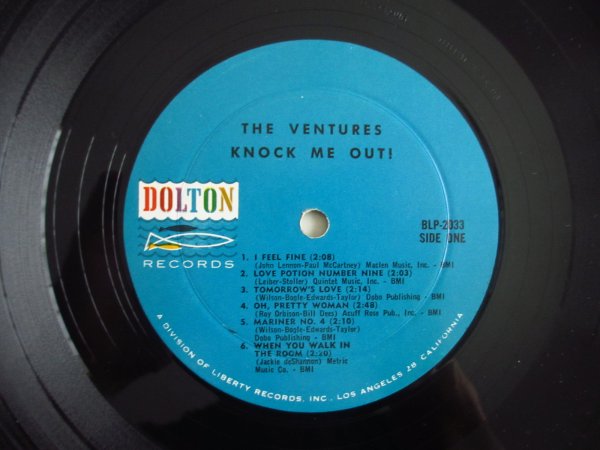 THE VENTURES
KNOCK ME OUT!
DOLTON
RECORDS
BLP-2033
SIDE ONE
1. I FEEL FINE (2:08)
(John Lennon-Paul McCartney) Maclen Music, Inc. - BMI
2. LOVE POTION NUMBER NINE (2:03)
(Leiber-Stoller) Quintet Music, Inc. - BMI
3. TOMORROW'S LOVE (2:14)
(Wilson-Bogle-Edwards-Taylor) Dobo Publishing - BMI
4. OH, PRETTY WOMAN (2:48)
(Roy Orbison-Bill Dees) Acuff Rose Pub., Inc. - BMI
5. MARINER NO. 4 (2:10)
(Wilson-Bogle-Edwards-Taylor)
Dobo Publishing - BMI
6. WHEN YOU WALK IN
THE ROOM (2:20)
(Jackie deShannon) Metric
Music Co. - BMI
A DIVISION OF LIBERTY RECORDS, INC., LOS ANGELES 28 CALIFORNIA